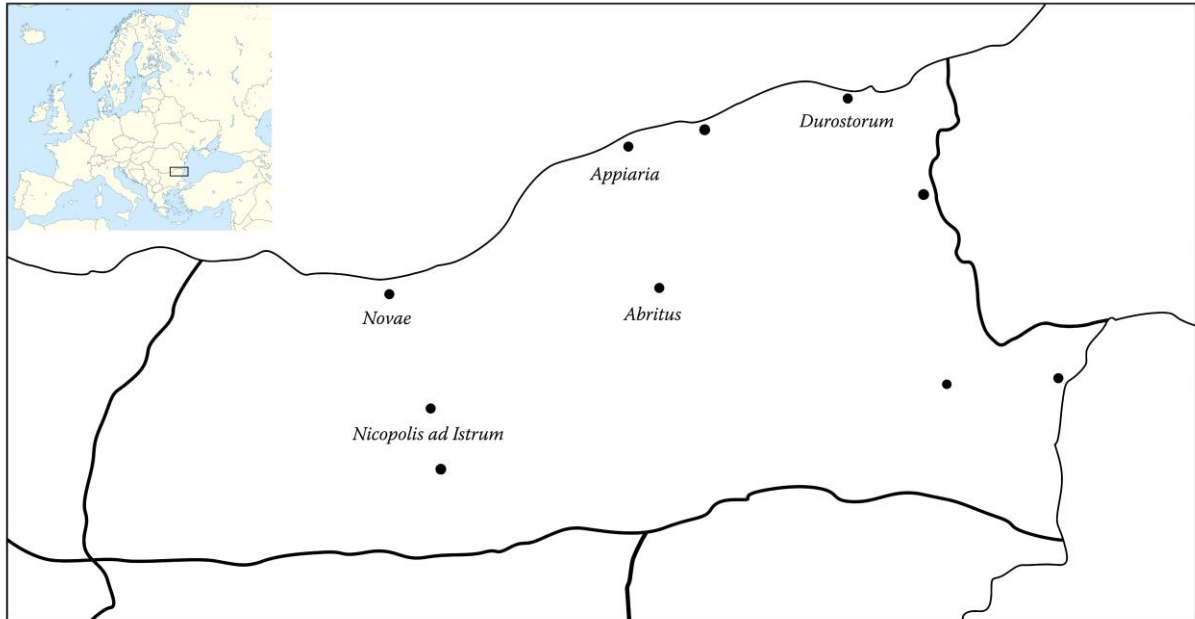 Durostorum
Appiaria
Novae
Abritus
Nicopolis ad Istrum